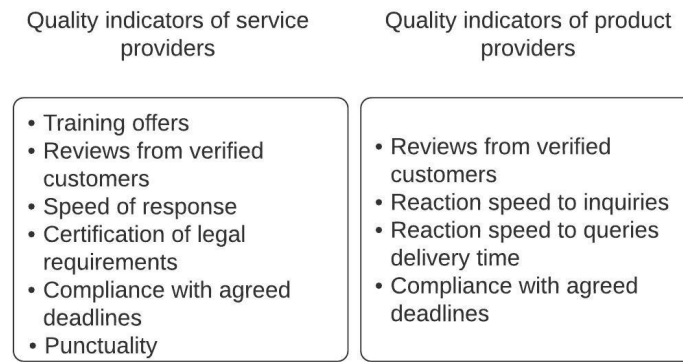 Quality indicators of service
providers
• Training offers
• Reviews from verified
customers
• Speed of response
• Certification of legal
requirements
• Compliance with agreed
deadlines
• Punctuality
Quality indicators of product
providers
• Reviews from verified
customers
• Reaction speed to inquiries
• Reaction speed to queries
delivery time
• Compliance with agreed
deadlines